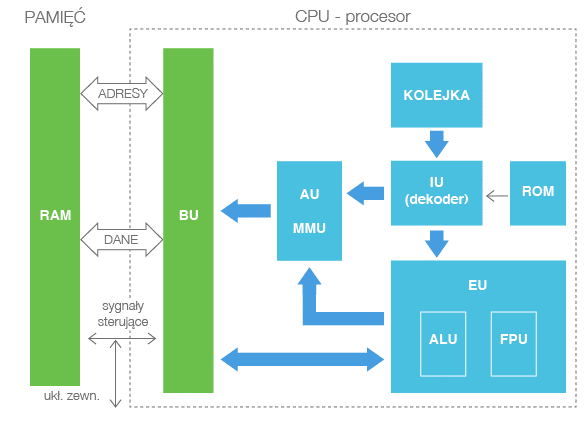 PAMIĘĆ
CPU - procesor
ADRESY
KOLEJKA
RAM
BU
AU
MMU
IU
(dekoder)
ROM
DANE
EU
sygnały
sterujące
ALU
FPU
ukł. zewn.